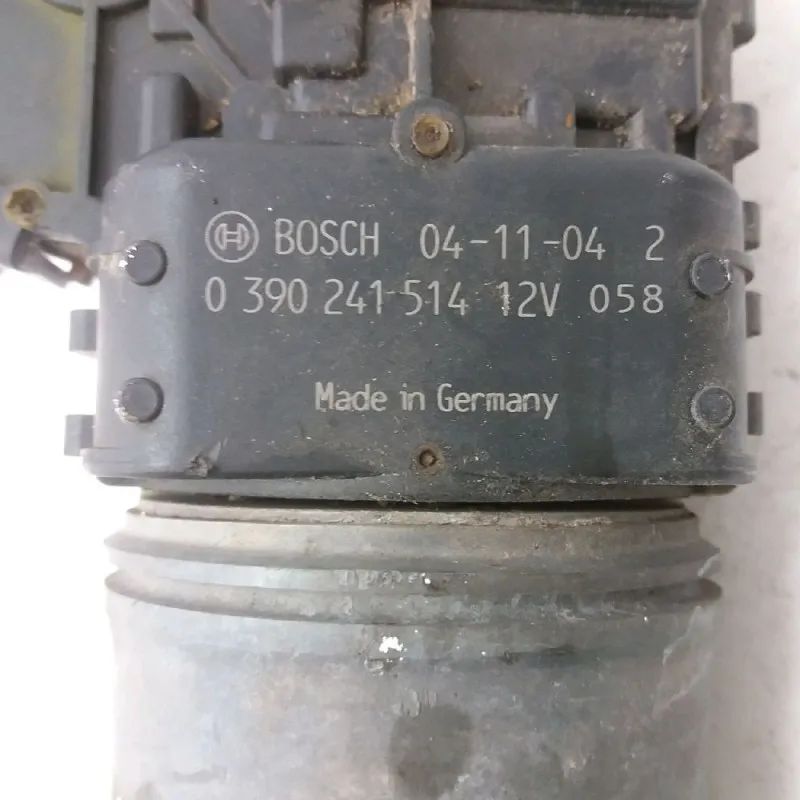 BOSCH 04-11-04 2
0 390 241 514 12V 058
Made in Germany